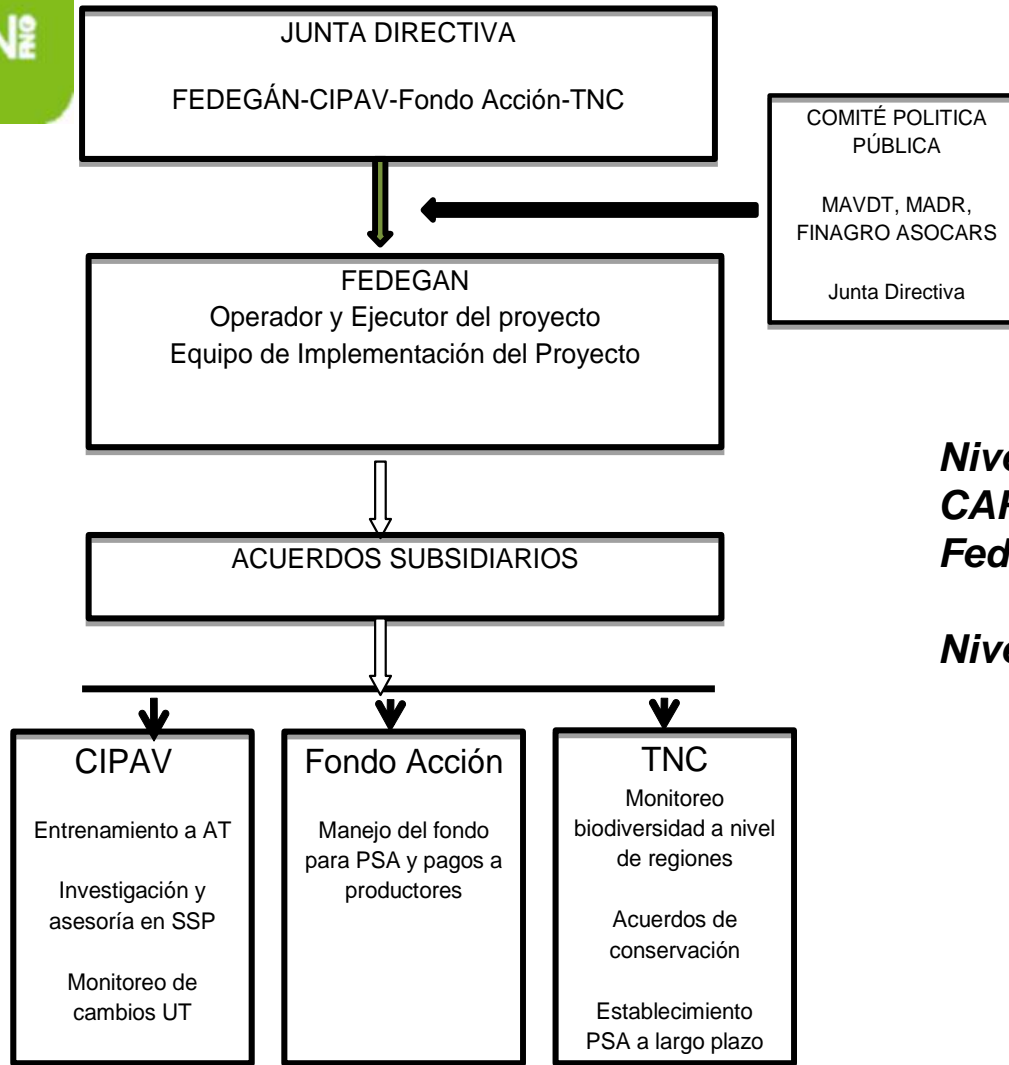 FNG
JUNTA DIRECTIVA
FEDEGÁN-CIPAV-Fondo Acción-TNC
COMITÉ POLITICA
PÚBLICA
MAVDT, MADR,
FINAGRO ASOCARS
Junta Directiva
FEDEGAN
Operador y Ejecutor del proyecto
Equipo de Implementación del Proyecto
ACUERDOS SUBSIDIARIOS
CIPAV
Entrenamiento a AT
Investigación y
asesoría en SSP
Monitoreo de
cambios UT
Fondo Acción
Manejo del fondo
para PSA y pagos a
productores
TNC
Monitoreo
biodiversidad a nivel
de regiones
Acuerdos de
conservación
Establecimiento
PSA a largo plazo